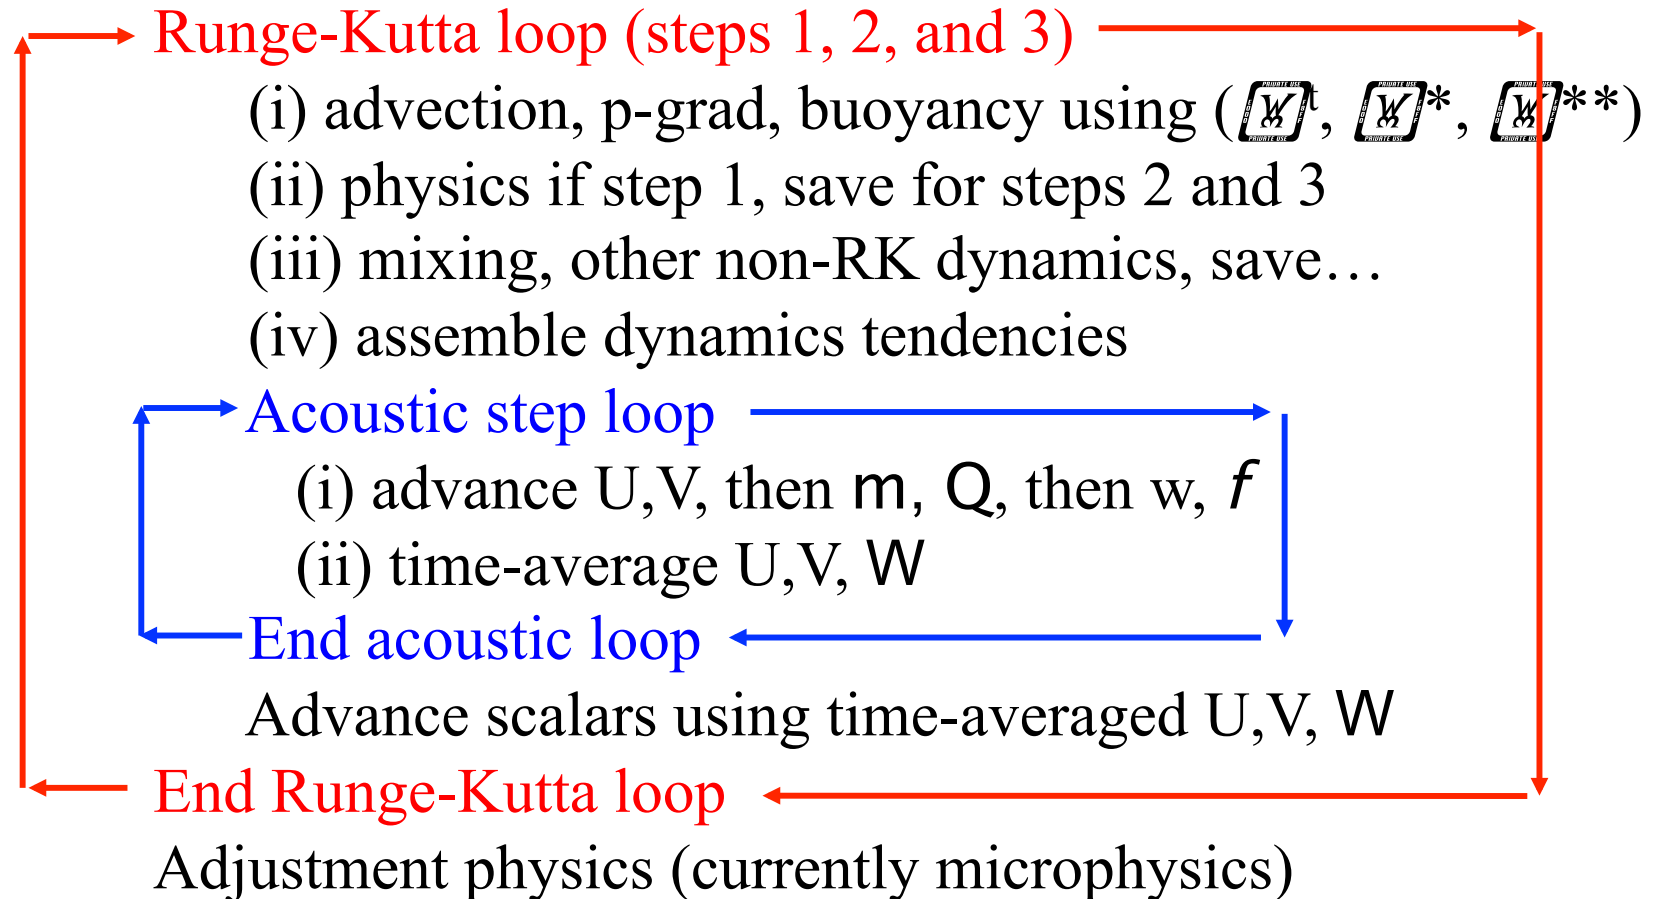 Runge-Kutta loop (steps 1, 2, and 3)
(i) advection, p-grad, buoyancy using (t, *, **)
(ii) physics if step 1, save for steps 2 and 3
(iii) mixing, other non-RK dynamics, save…
(iv) assemble dynamics tendencies
Acoustic step loop
(i) advance U,V, then m, Q, then w, f
(ii) time-average U,V, W
End acoustic loop
Advance scalars using time-averaged U,V, W
End Runge-Kutta loop
Adjustment physics (currently microphysics)